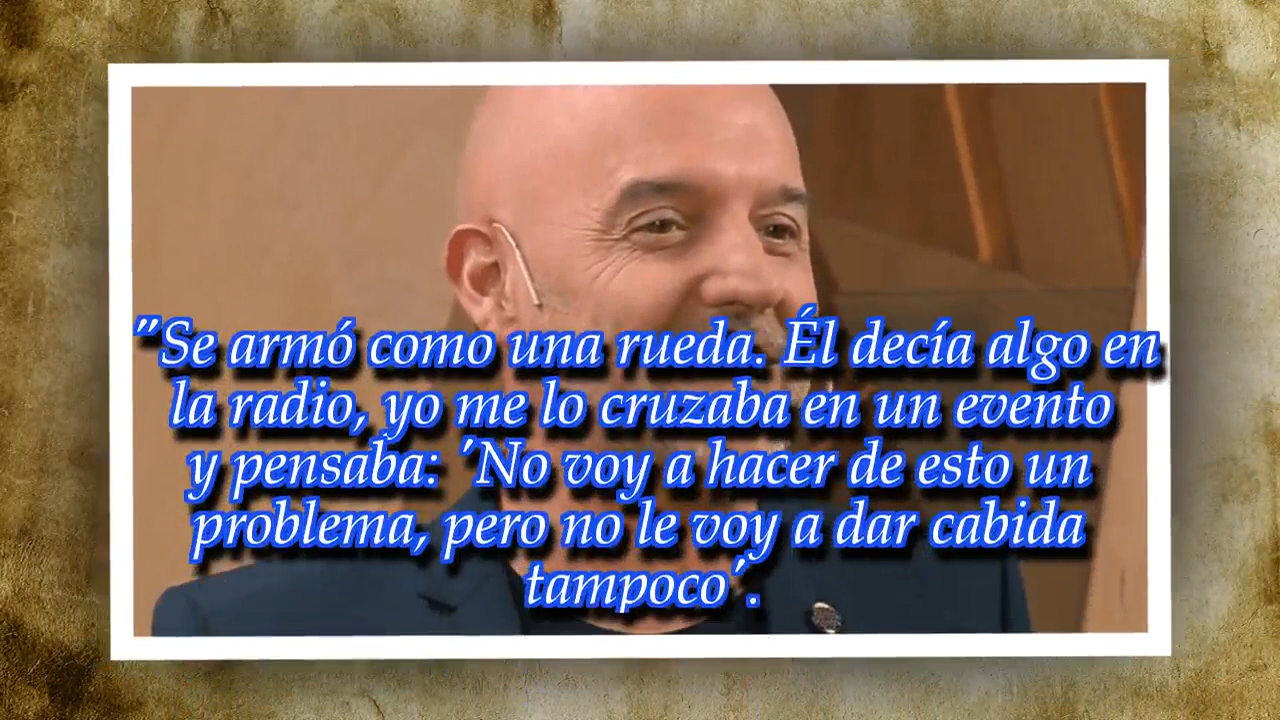 "Se armó como una rueda. Él decía algo en
la radio, yo me lo cruzaba en un evento
y pensaba: ´No voy a hacer de esto un
problema, pero no le voy a dar cabida
tampoco´.